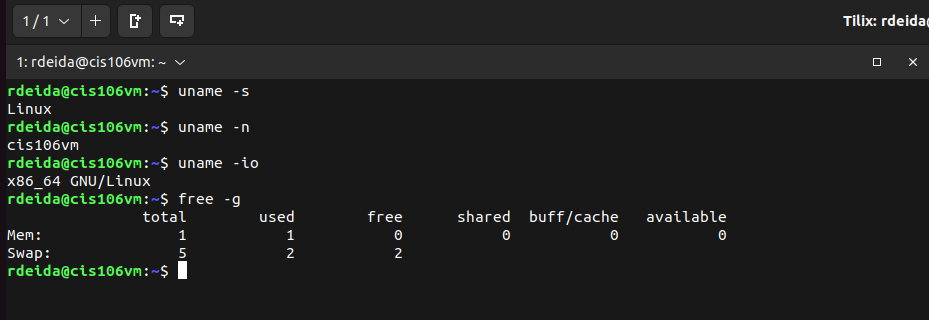 1 / 1
Tilix: rdeida@
1: rdeida@cis106vm: ~
rdeida@cis106vm:~$ uname -s
Linux
rdeida@cis106vm:~$ uname -n
cis106vm
rdeida@cis106vm:~$ uname -io
x86_64 GNU/Linux
rdeida@cis106vm:~$ free -g
total used free shared buff/cache available
Mem: 1 1 0 0 0 0
Swap: 5 2 2
rdeida@cis106vm:~$